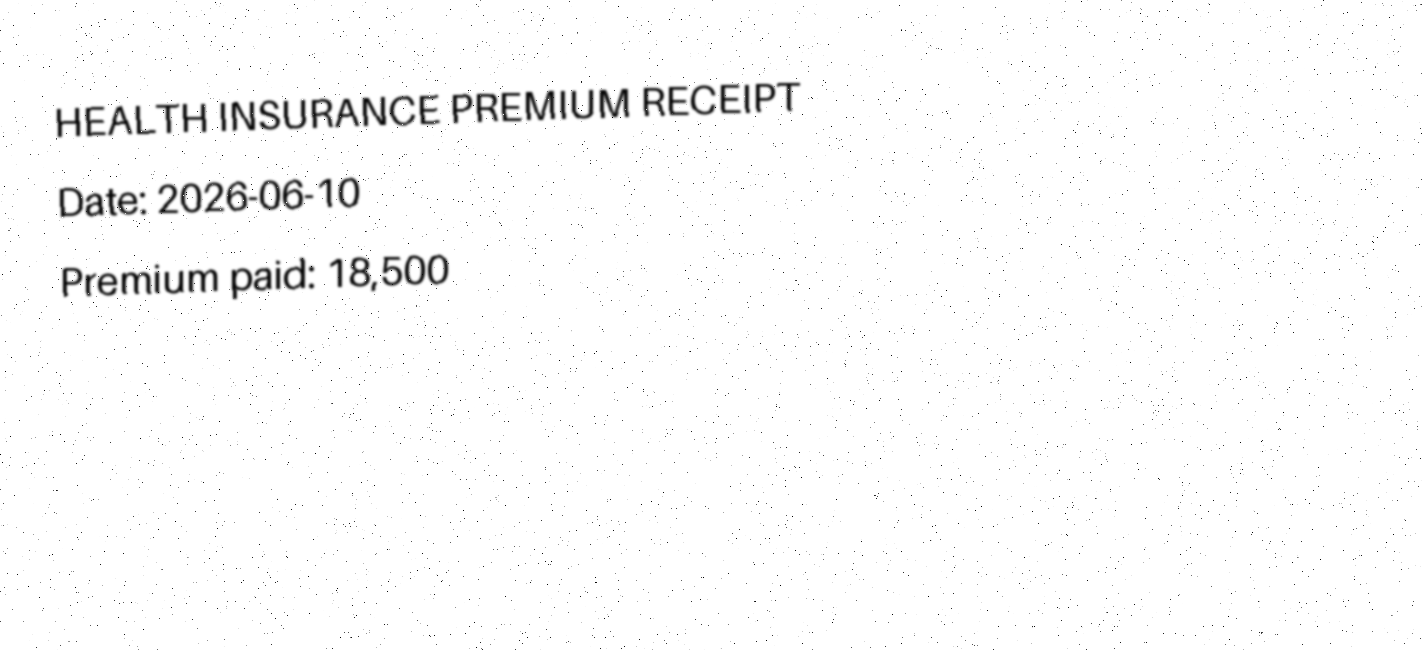 HEALTH INSURANCE PREMIUM RECEIPT
Date: 2026-06-10
Premium paid: 18,500